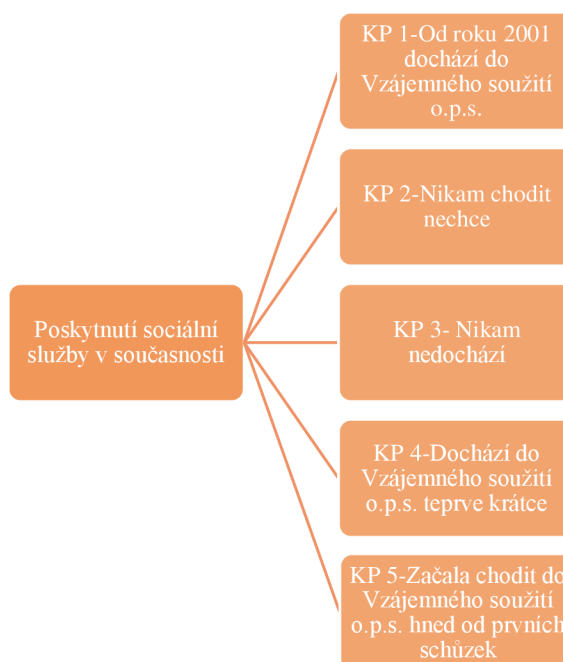 KP 1-Od roku 2001
dochází do
Vzájemného soužití
o.p.s.
KP 2-Nikam chodit
nechce
Poskytnutí sociální
služby v současnosti
KP 3- Nikam
nedochází
KP 4-Dochází do
Vzájemného soužití
o.p.s. teprve krátce
KP 5-Začala chodit do
Vzájemného soužití
o.p.s. hned od prvních
schůzek